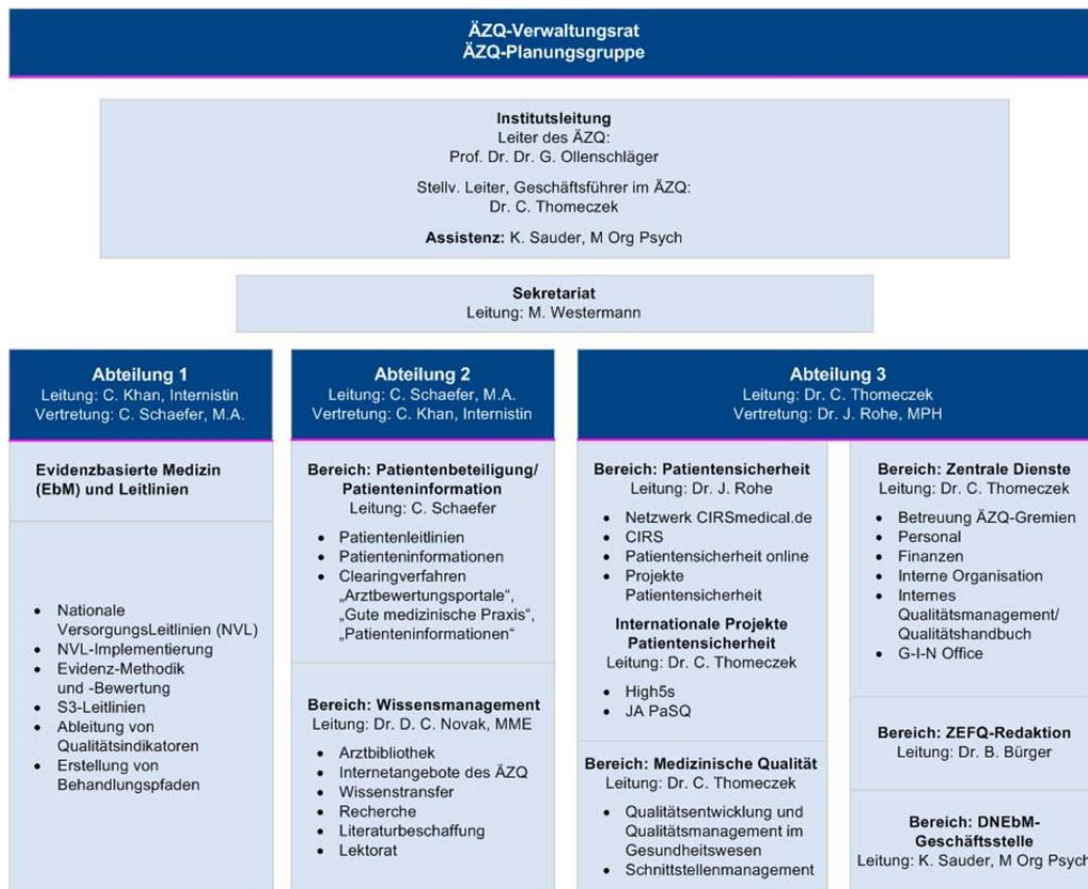 ÄZQ-Verwaltungsrat
ÄZQ-Planungsgruppe
Institutsleitung
Leiter des ÄZQ:
Prof. Dr. Dr. G. Ollenschläger
Stellv. Leiter, Geschäftsführer im ÄZQ:
Dr. C. Thomeczek
Assistenz: K. Sauder, M Org Psych
Sekretariat
Leitung: M. Westermann
Abteilung 1
Leitung: C. Khan, Internistin
Vertretung: C. Schaefer, M.A.
Evidenzbasierte Medizin
(EbM) und Leitlinien
• Nationale
VersorgungsLeitlinien (NVL)
• NVL-Implementierung
• Evidenz-Methodik
und -Bewertung
• S3-Leitlinien
• Ableitung von
Qualitätsindikatoren
• Erstellung von
Behandlungspfaden
Abteilung 2
Leitung: C. Schaefer, M.A.
Vertretung: C. Khan, Internistin
Bereich: Patientenbeteiligung/
Patienteninformation
Leitung: C. Schaefer
• Patientenleitlinien
• Patienteninformationen
• Clearingverfahren
„Arztbewertungsportale“,
„Gute medizinische Praxis“,
„Patienteninformationen“
Bereich: Wissensmanagement
Leitung: Dr. D. C. Novak, MME
• Arztbibliothek
• Internetangebote des ÄZQ
• Wissenstransfer
• Recherche
• Literaturbeschaffung
• Lektorat
Abteilung 3
Leitung: Dr. C. Thomeczek
Vertretung: Dr. J. Rohe, MPH
Bereich: Patientensicherheit
Leitung: Dr. J. Rohe
• Netzwerk CIRSmedical.de
• CIRS
• Patientensicherheit online
• Projekte
Patientensicherheit
Internationale Projekte
Patientensicherheit
Leitung: Dr. C. Thomeczek
• High5s
• JA PaSQ
Bereich: Medizinische Qualität
Leitung: Dr. C. Thomeczek
• Qualitätsentwicklung und
Qualitätsmanagement im
Gesundheitswesen
• Schnittstellenmanagement
Bereich: Zentrale Dienste
Leitung: Dr. C. Thomeczek
• Betreuung ÄZQ-Gremien
• Personal
• Finanzen
• Interne Organisation
• Internes
Qualitätsmanagement/
Qualitätshandbuch
• G-I-N Office
Bereich: ZEFQ-Redaktion
Leitung: Dr. B. Bürger
Bereich: DNEbM-
Geschäftsstelle
Leitung: K. Sauder, M Org Psych